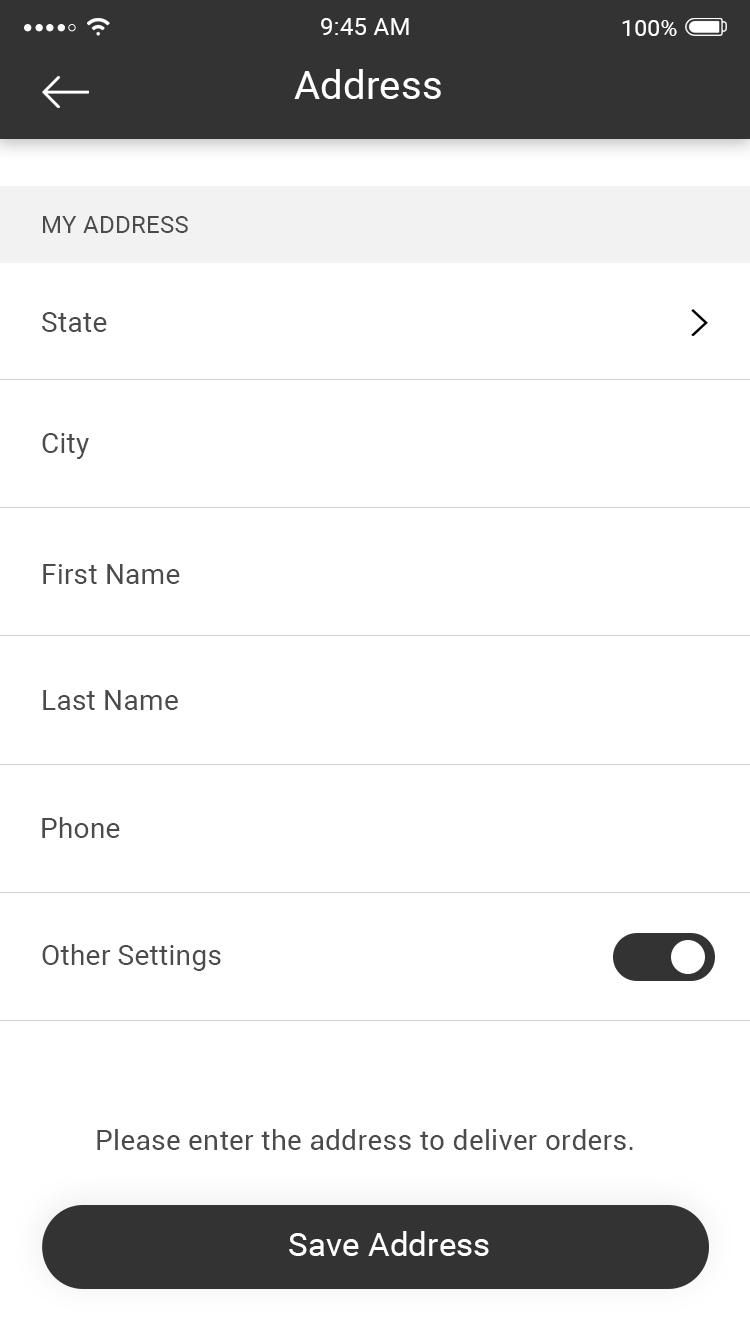 9:45 AM
100%
Address
MY ADDRESS
State
City
First Name
Last Name
Phone
Other Settings
Please enter the address to deliver orders.
Save Address